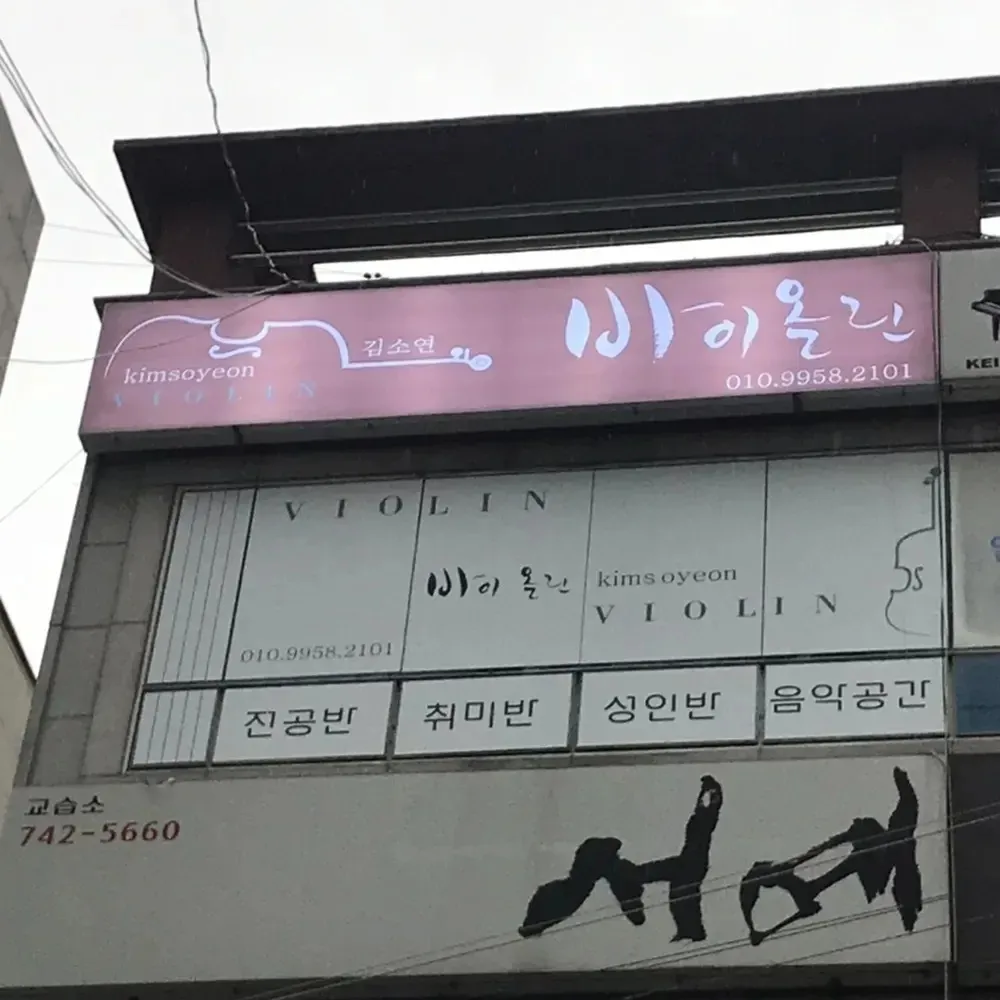 김소연
kimsoyeon
VIOLIN
바이올린
010.9958.2101
VIOLIN
바이올린
kimsoyeon
VIOLIN
010.9958.2101
진공반
취미반
성인반
음악공간
교습소
742-5660
서예